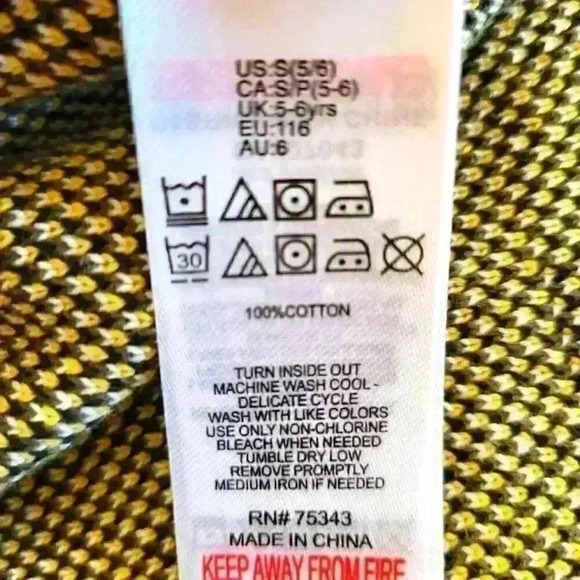 US:S(5/6)
CA:S/P(5-6)
UK:5-6yrs
EU:116
AU:6
30
100%COTTON
TURN INSIDE OUT
MACHINE WASH COOL -
DELICATE CYCLE
WASH WITH LIKE COLORS
USE ONLY NON-CHLORINE
BLEACH WHEN NEEDED
TUMBLE DRY LOW
REMOVE PROMPTLY
MEDIUM IRON IF NEEDED
RN# 75343
MADE IN CHINA
KEEP AWAY FROM FIRE